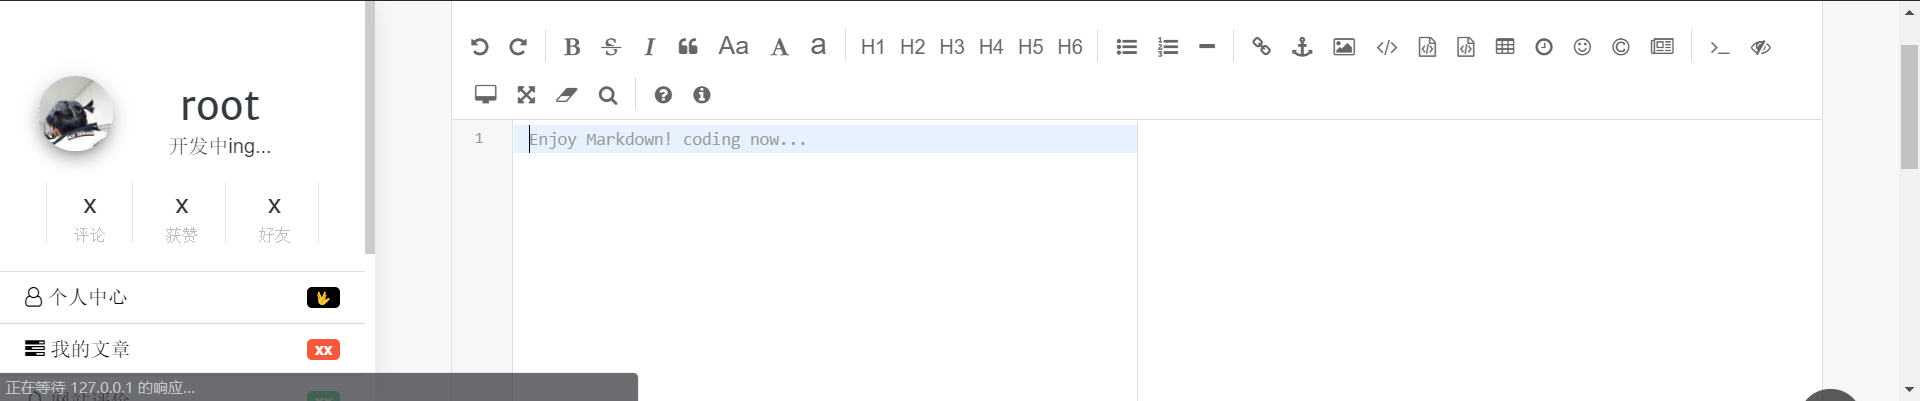 B S I Aa A a H1 H2 H3 H4 H5 H6
root
开发中ing...
1 Enjoy Markdown! coding now...
x x x
评论 获赞 好友
个人中心
我的文章 xx
正在等待 127.0.0.1 的响应...